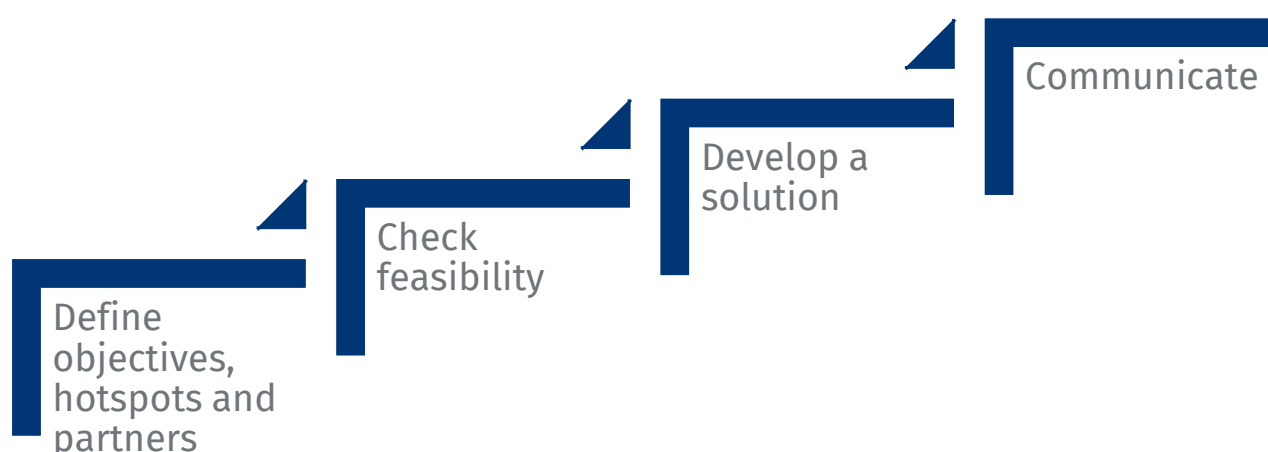 Define
objectives,
hotspots and
partners
Check
feasibility
Develop a
solution
Communicate